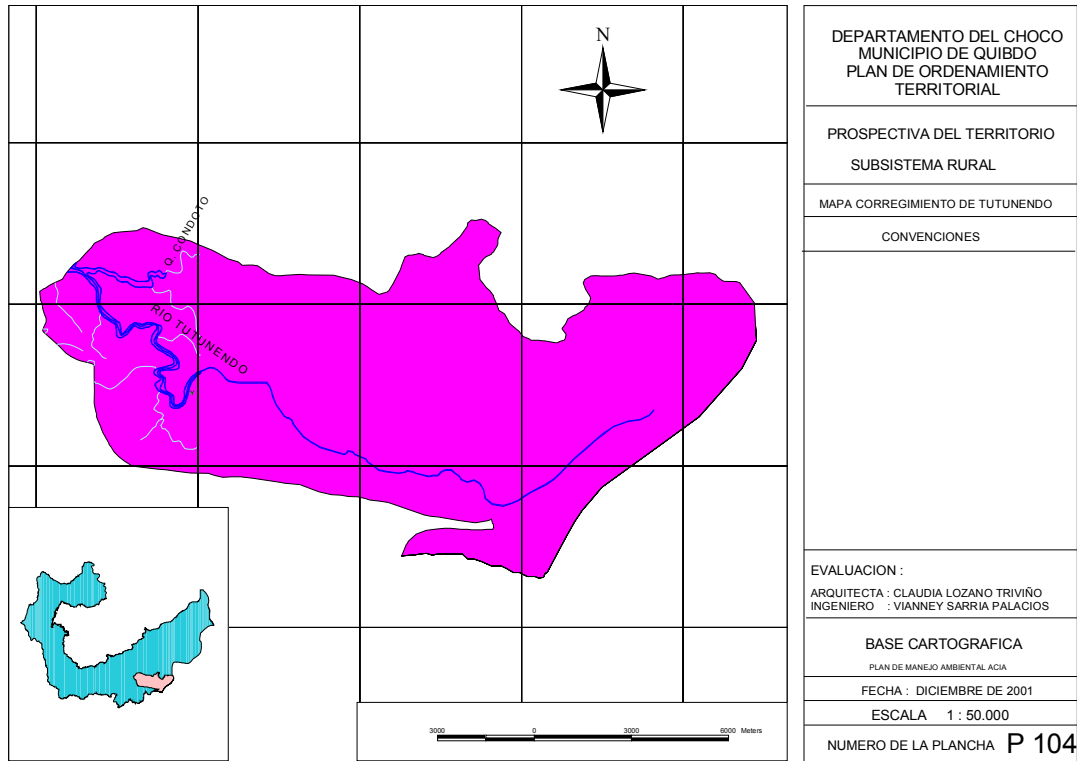 N
Q. CONDOTO
RIO TUTUNENDO
3000 0 3000 6000 Meters
DEPARTAMENTO DEL CHOCO
MUNICIPIO DE QUIBDO
PLAN DE ORDENAMIENTO
TERRITORIAL
PROSPECTIVA DEL TERRITORIO
SUBSISTEMA RURAL
MAPA CORREGIMIENTO DE TUTUNENDO
CONVENCIONES
EVALUACION :
ARQUITECTA : CLAUDIA LOZANO TRIVIÑO
INGENIERO : VIANNEY SARRIA PALACIOS
BASE CARTOGRAFICA
PLAN DE MANEJO AMBIENTAL ACIA
FECHA : DICIEMBRE DE 2001
ESCALA 1 : 50.000
NUMERO DE LA PLANCHA P 104